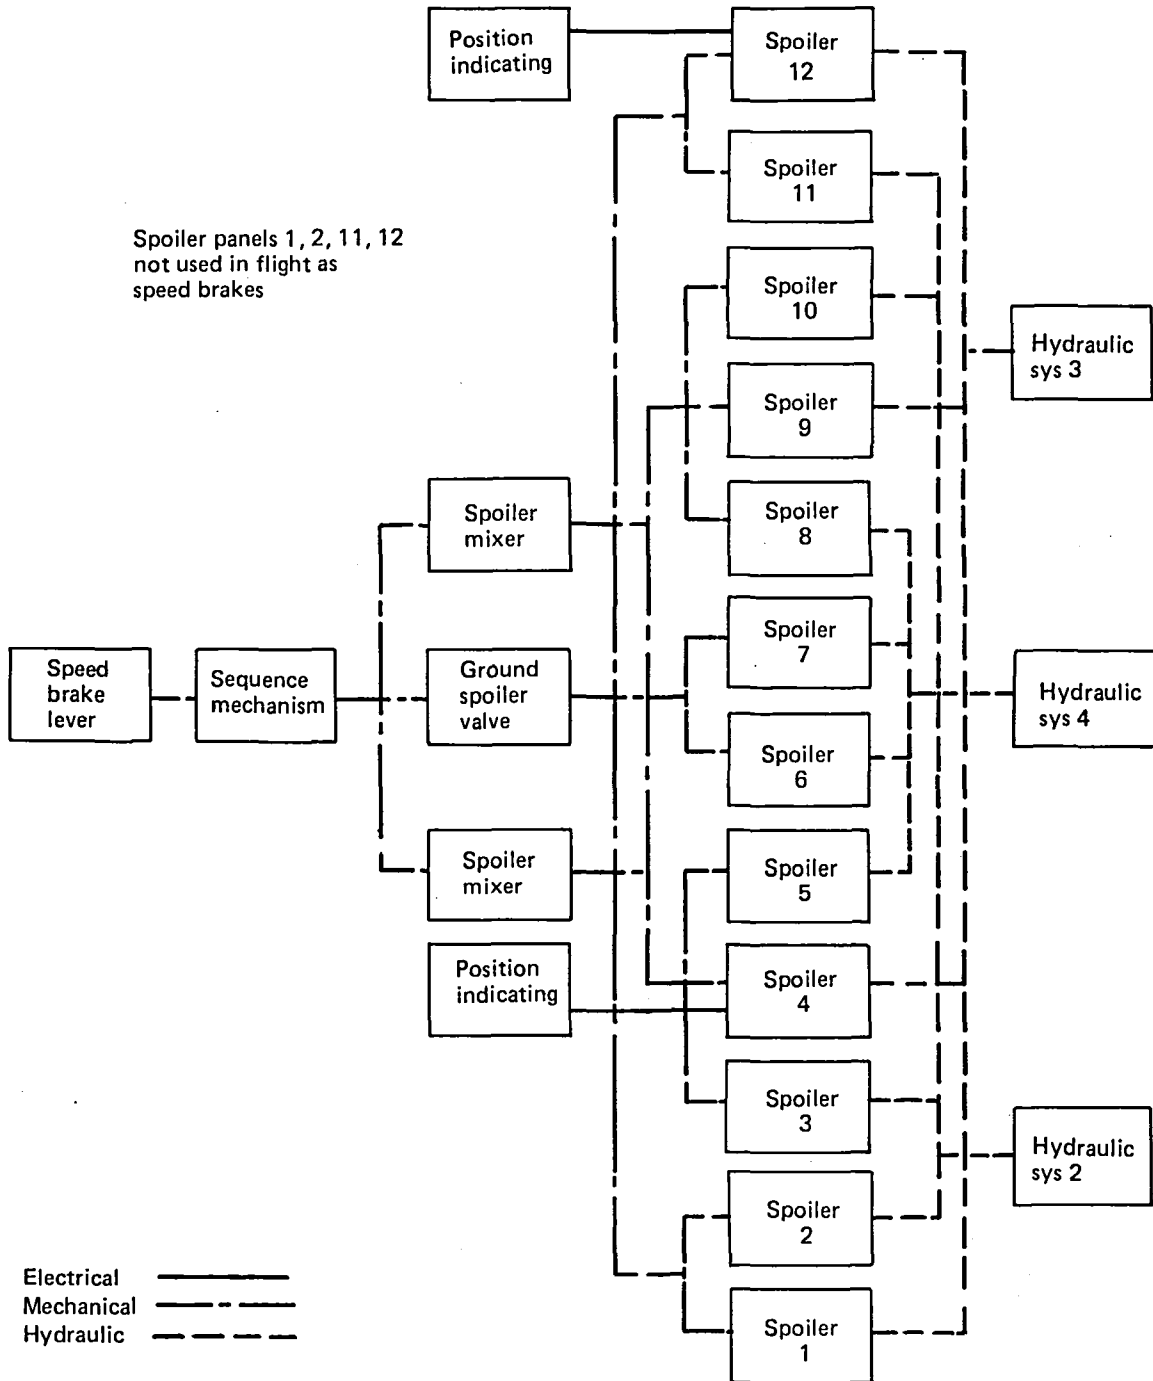 Position
indicating
Spoiler
12
Spoiler
11
Spoiler panels 1, 2, 11, 12
not used in flight as
speed brakes
Spoiler
10
Hydraulic
sys 3
Spoiler
9
Spoiler
mixer
Spoiler
8
Speed
brake
lever
Sequence
mechanism
Ground
spoiler
valve
Spoiler
7
Hydraulic
sys 4
Spoiler
6
Spoiler
mixer
Spoiler
5
Position
indicating
Spoiler
4
Spoiler
3
Hydraulic
sys 2
Spoiler
2
Electrical
Mechanical
Hydraulic
Spoiler
1